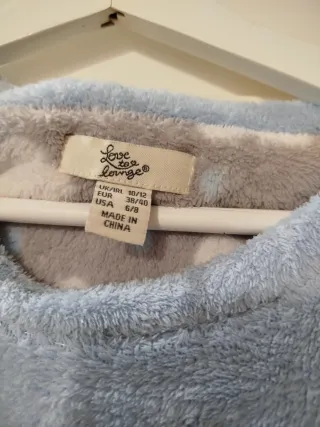 Love
to
lounge®
UK/IRL 10/12
EUR 38/40
USA 6/8
MADE IN
CHINA